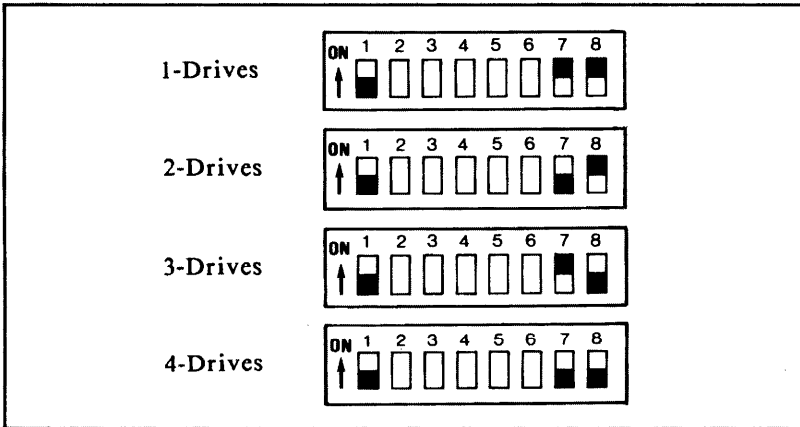 1-Drives ON 1 2 3 4 5 6 7 8
2-Drives ON 1 2 3 4 5 6 7 8
3-Drives ON 1 2 3 4 5 6 7 8
4-Drives ON 1 2 3 4 5 6 7 8